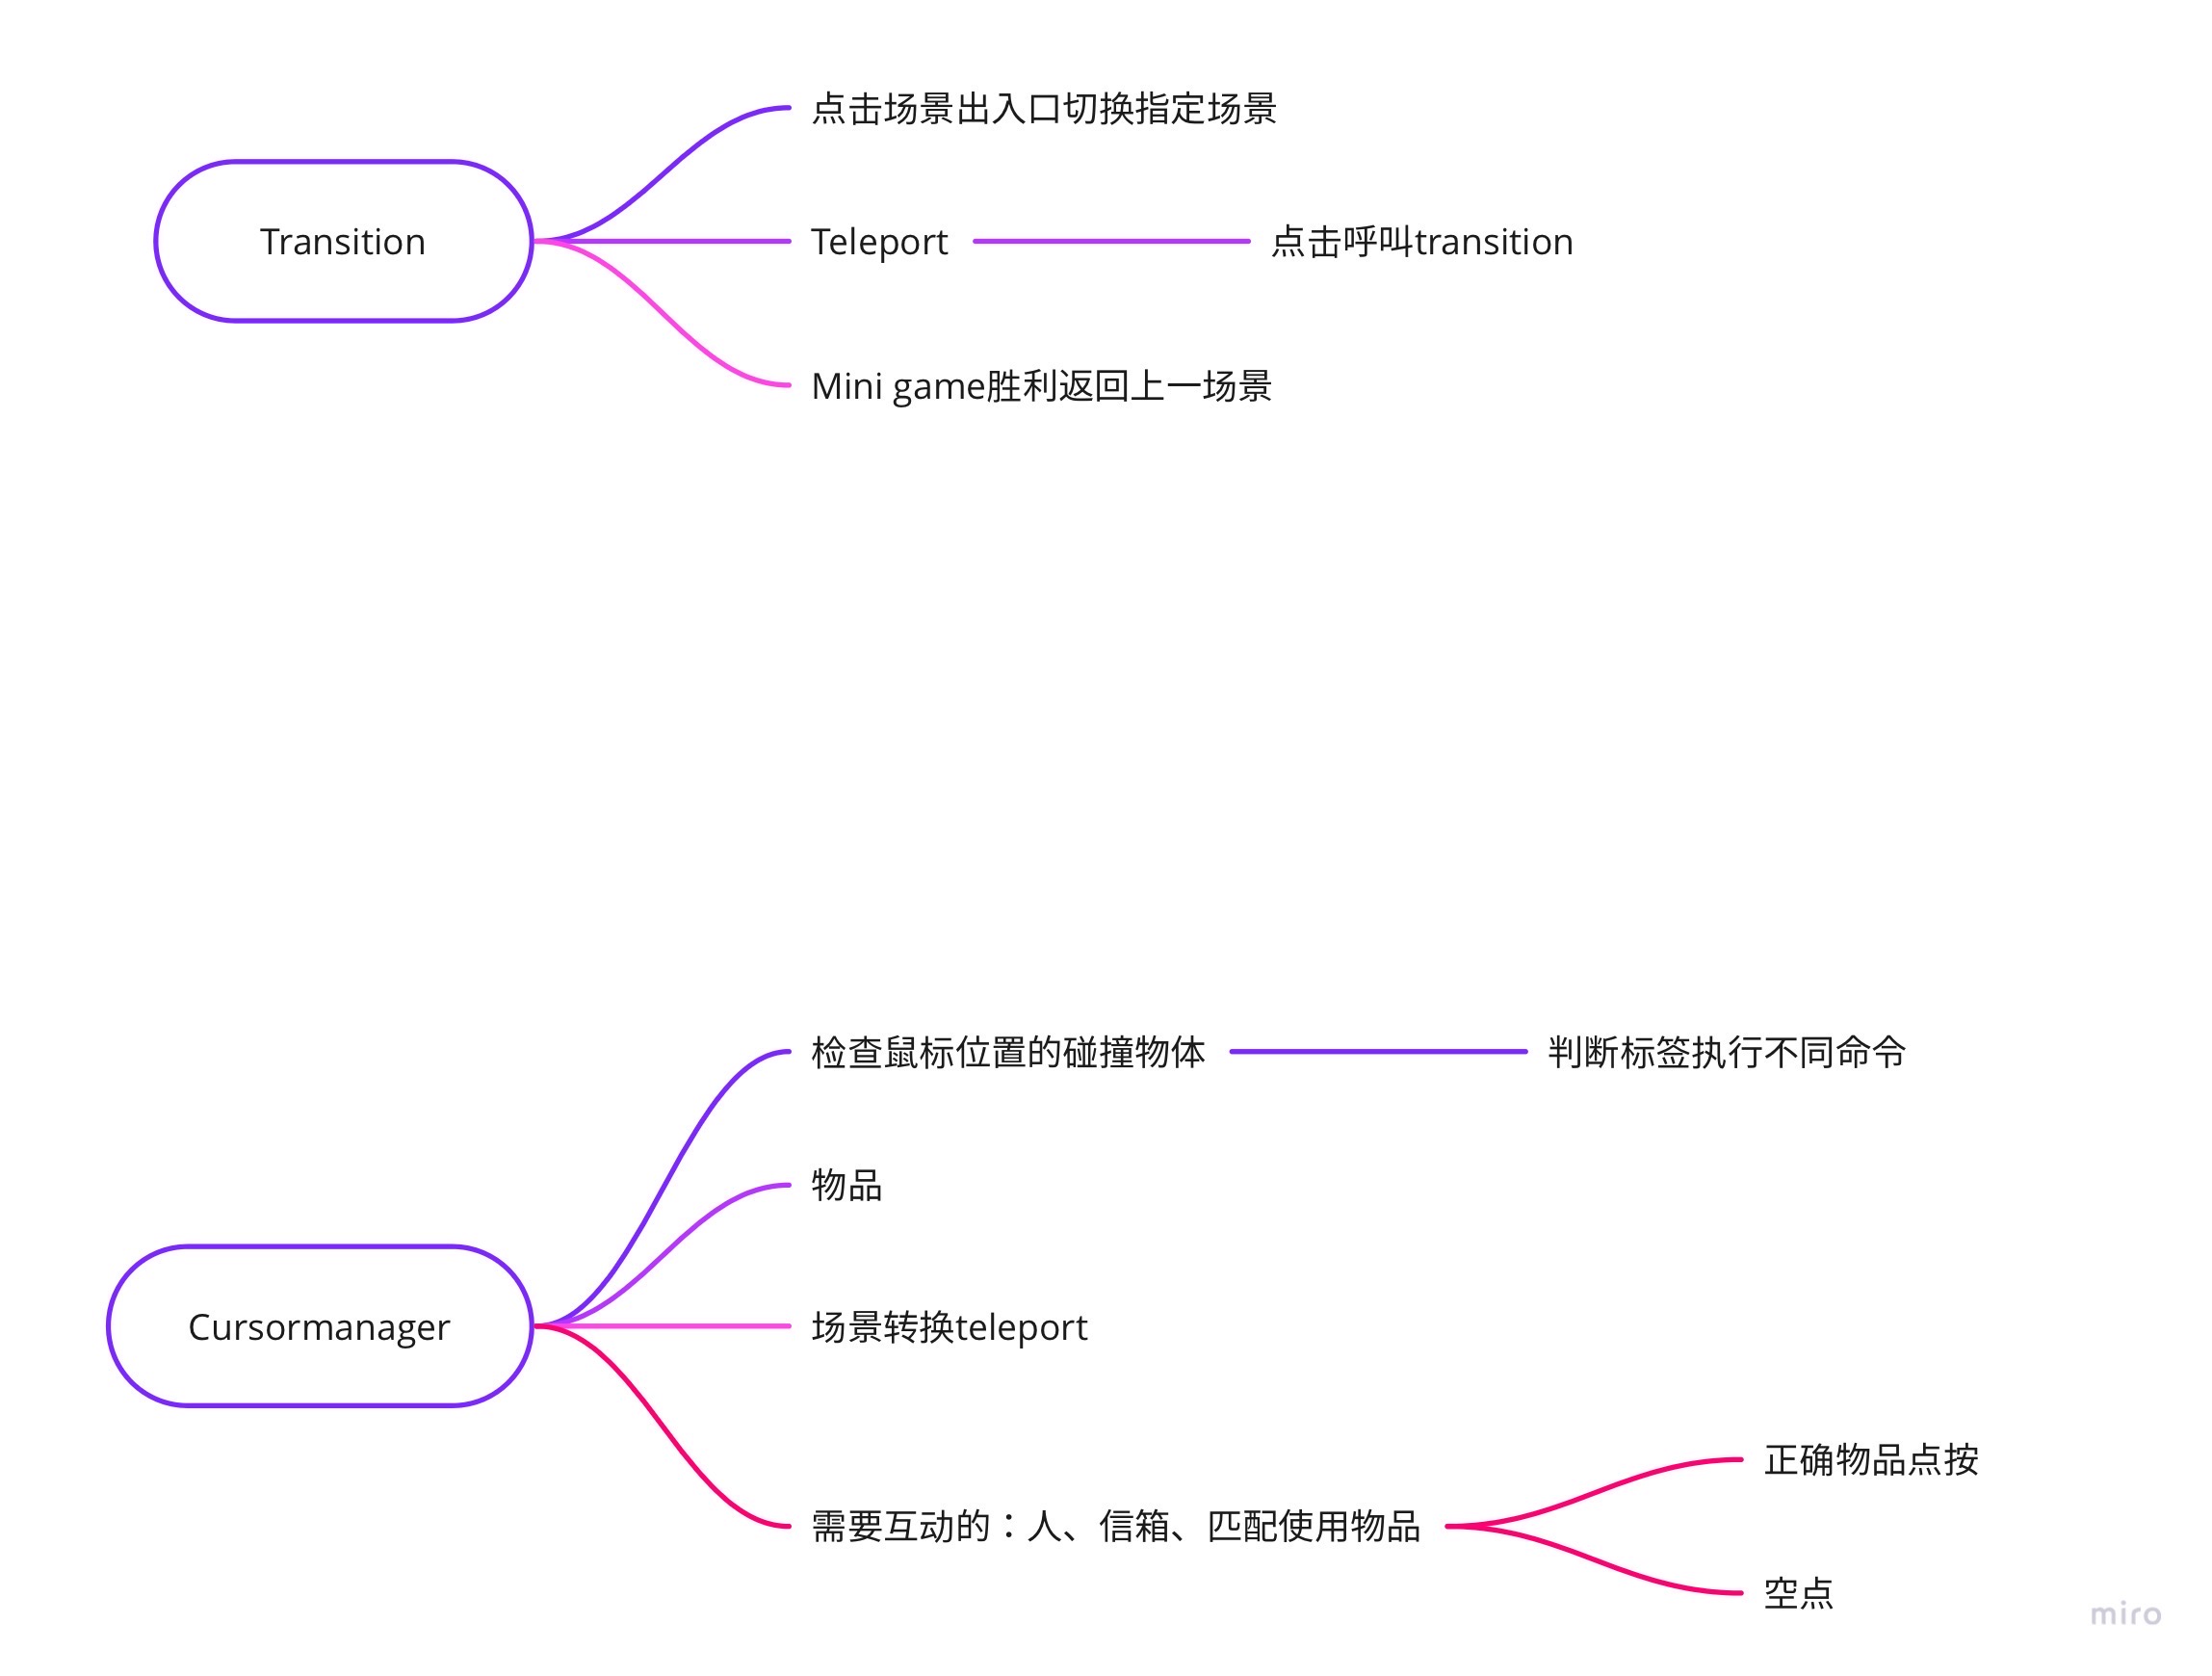 点击场景出入口切换指定场景
Transition
Teleport
点击呼叫transition
Mini game胜利返回上一场景
检查鼠标位置的碰撞物体
判断标签执行不同命令
物品
Cursormanager
场景转换teleport
需要互动的：人、信箱、匹配使用物品
正确物品点按
空点
miro